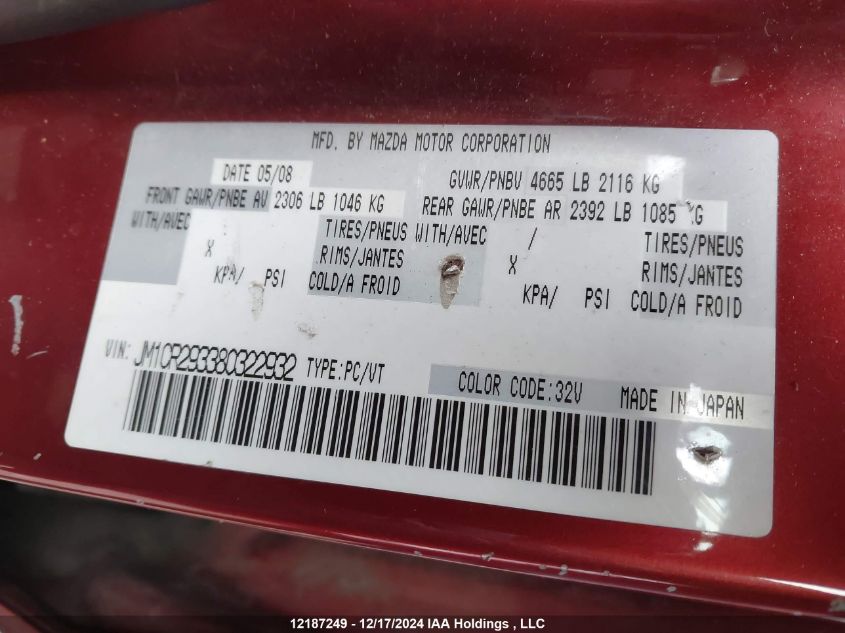 MFD. BY MAZDA MOTOR CORPORATION
DATE 05/08 GVWR/PNBV 4665 LB 2116 KG
FRONT GAWR/PNBE AV 2306 LB 1046 KG REAR GAWR/PNBE AR 2392 LB 1085 KG
WITH/AVEC TIRES/PNEUS WITH/AVEC / TIRES/PNEUS
X RIMS/JANTES X RIMS/JANTES
KPA/ PSI COLD/A FROID KPA/ PSI COLD/A FROID
VIN: JM1CR293380322932 TYPE:PC/VT COLOR CODE:32V MADE IN JAPAN
12187249 - 12/17/2024 IAA Holdings , LLC